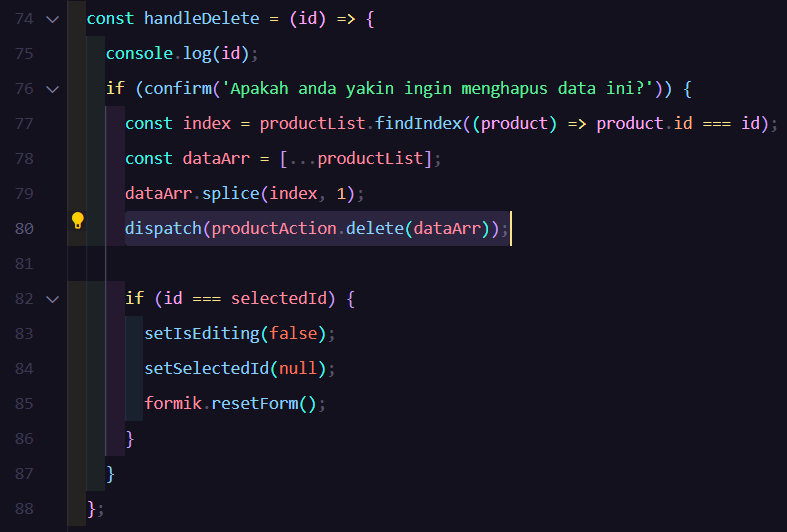 74 const handleDelete = (id) => {
75 console.log(id);
76 if (confirm('Apakah anda yakin ingin menghapus data ini?')) {
77 const index = productList.findIndex((product) => product.id === id);
78 const dataArr = [...productList];
79 dataArr.splice(index, 1);
80 dispatch(productAction.delete(dataArr));
81
82 if (id === selectedId) {
83 setIsEditing(false);
84 setSelectedId(null);
85 formik.resetForm();
86 }
87 }
88 };